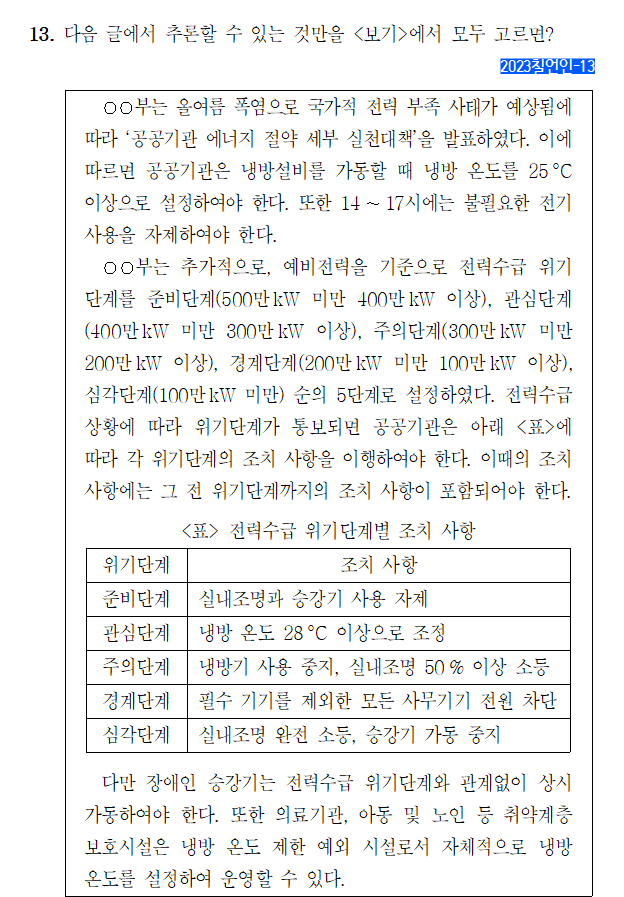 13. 다음 글에서 추론할 수 있는 것만을 <보기>에서 모두 고르면?
2023칠언인-13
○○부는 올여름 폭염으로 국가적 전력 부족 사태가 예상됨에
따라 ‘공공기관 에너지 절약 세부 실천대책’을 발표하였다. 이에
따르면 공공기관은 냉방설비를 가동할 때 냉방 온도를 25℃
이상으로 설정하여야 한다. 또한 14 ~ 17시에는 불필요한 전기
사용을 자제하여야 한다.
○○부는 추가적으로, 예비전력을 기준으로 전력수급 위기
단계를 준비단계(500만kW 미만 400만kW 이상), 관심단계
(400만kW 미만 300만kW 이상), 주의단계(300만kW 미만
200만kW 이상), 경계단계(200만kW 미만 100만kW 이상),
심각단계(100만kW 미만) 순의 5단계로 설정하였다. 전력수급
상황에 따라 위기단계가 통보되면 공공기관은 아래 <표>에
따라 각 위기단계의 조치 사항을 이행하여야 한다. 이때의 조치
사항에는 그 전 위기단계까지의 조치 사항이 포함되어야 한다.
<표> 전력수급 위기단계별 조치 사항
위기단계 조치 사항
준비단계 실내조명과 승강기 사용 자제
관심단계 냉방 온도 28℃ 이상으로 조정
주의단계 냉방기 사용 중지, 실내조명 50% 이상 소등
경계단계 필수 기기를 제외한 모든 사무기기 전원 차단
심각단계 실내조명 완전 소등, 승강기 가동 중지
다만 장애인 승강기는 전력수급 위기단계와 관계없이 상시
가동하여야 한다. 또한 의료기관, 아동 및 노인 등 취약계층
보호시설은 냉방 온도 제한 예외 시설로서 자체적으로 냉방
온도를 설정하여 운영할 수 있다.